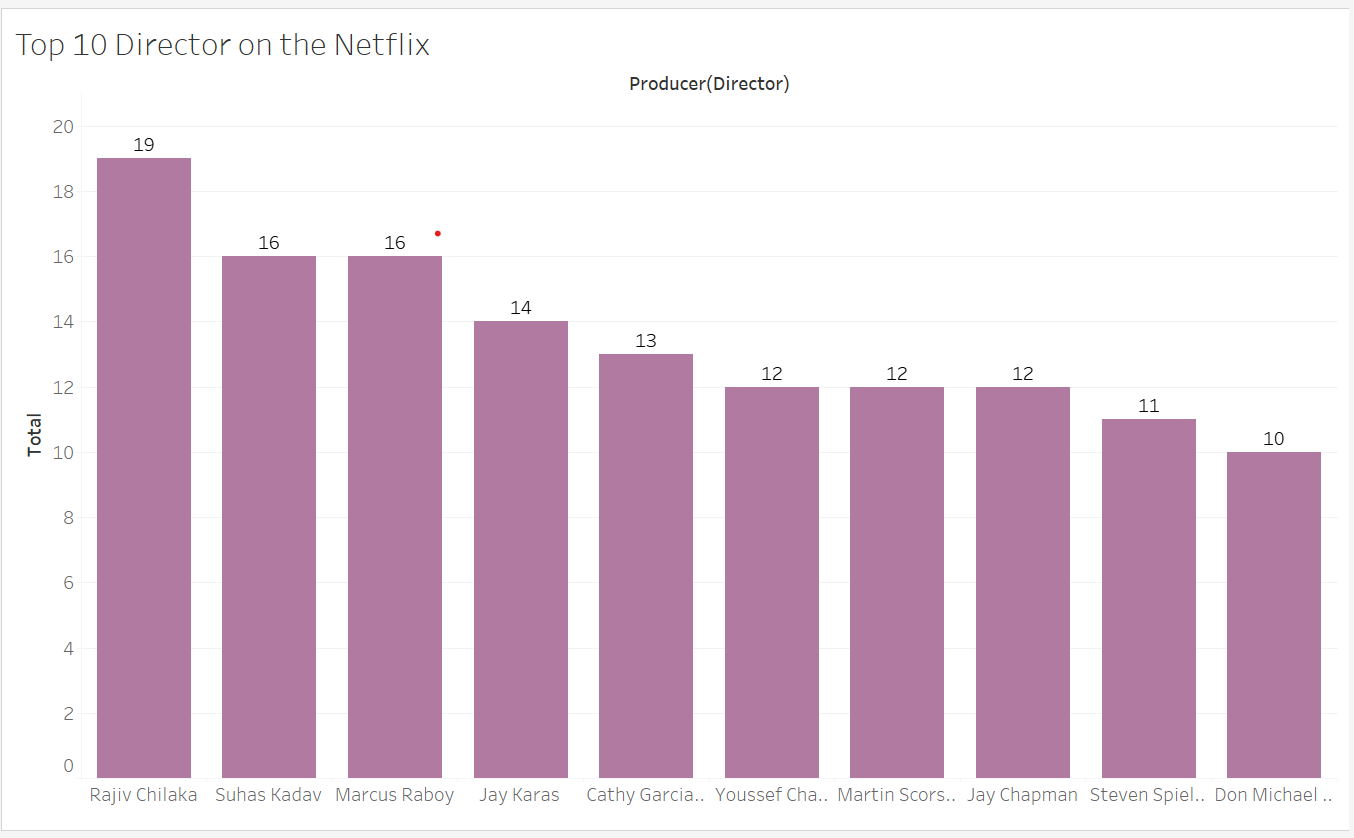 Top 10 Director on the Netflix
Producer(Director)
20
18
16
14
12
10
8
6
4
2
0
Total
19
16
16
14
13
12
12
12
11
10
Rajiv Chilaka
Suhas Kadav
Marcus Raboy
Jay Karas
Cathy Garcia..
Youssef Cha..
Martin Scors..
Jay Chapman
Steven Spiel..
Don Michael ..